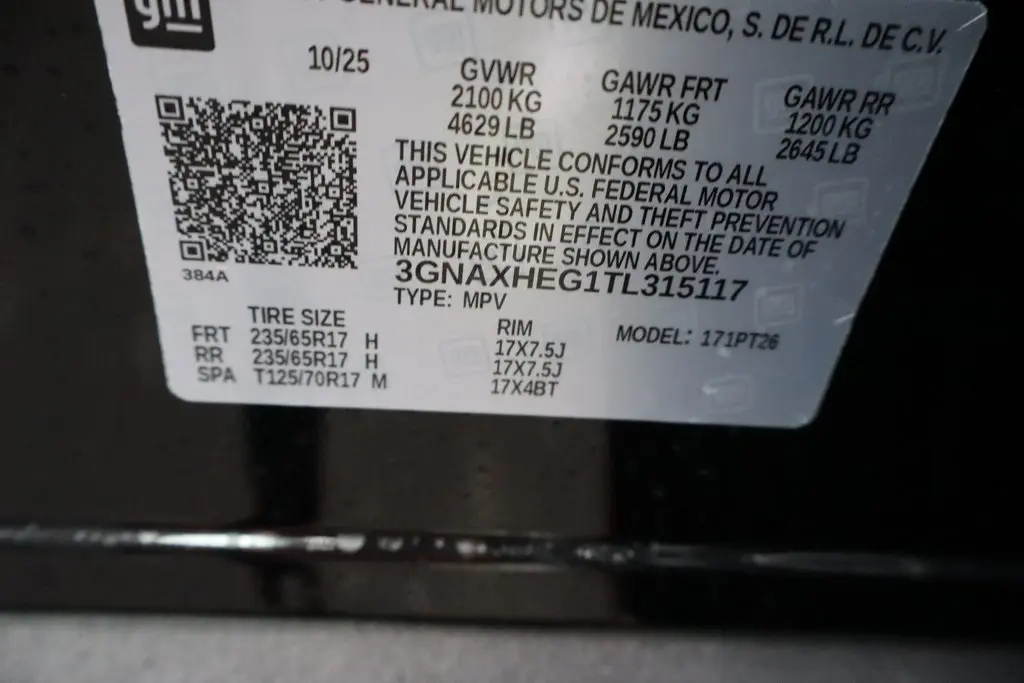 gm
GENERAL MOTORS DE MEXICO, S. DE R.L. DE C.V.
10/25 GVWR GAWR FRT GAWR RR
2100 KG 1175 KG 1200 KG
4629 LB 2590 LB 2645 LB
THIS VEHICLE CONFORMS TO ALL
APPLICABLE U.S. FEDERAL MOTOR
VEHICLE SAFETY AND THEFT PREVENTION
STANDARDS IN EFFECT ON THE DATE OF
MANUFACTURE SHOWN ABOVE.
384A
3GNAXHEG1TL315117
TYPE: MPV
TIRE SIZE RIM MODEL: 171PT26
FRT 235/65R17 H 17X7.5J
RR 235/65R17 H 17X7.5J
SPA T125/70R17 M 17X4BT